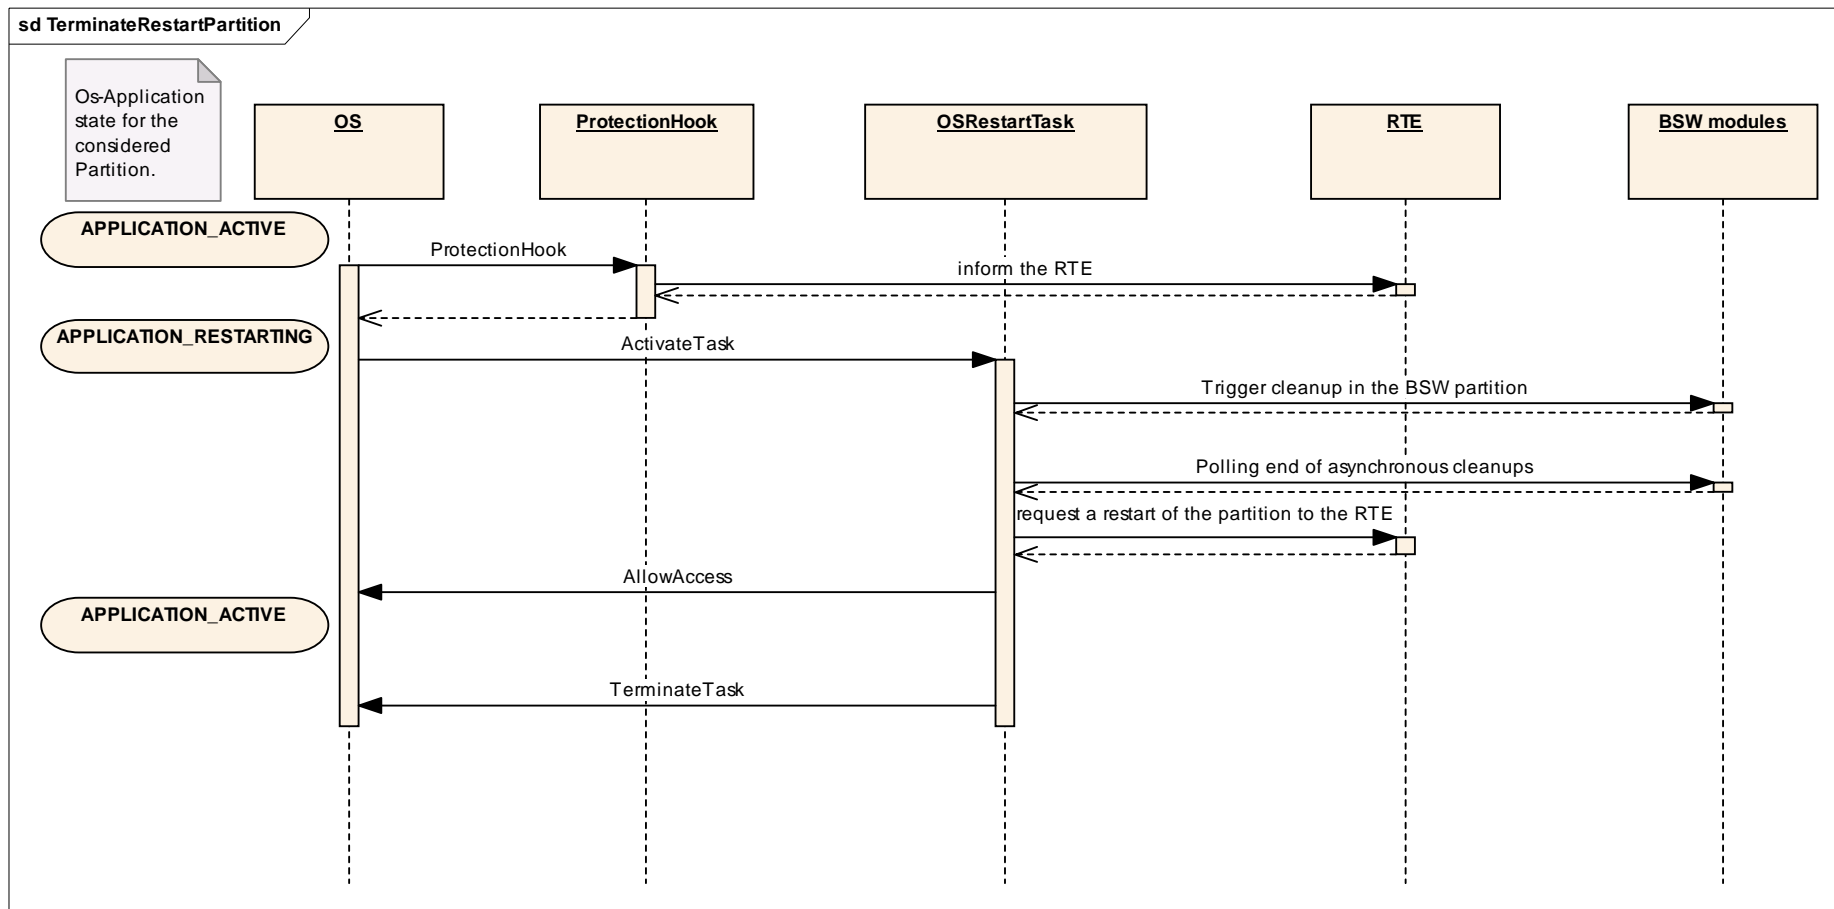 sd TerminateRestartPartition
Os-Application
state for the
considered
Partition.
OS
ProtectionHook
OSRestartTask
RTE
BSW modules
APPLICATION_ACTIVE
ProtectionHook
inform the RTE
APPLICATION_RESTARTING
ActivateTask
Trigger cleanup in the BSW partition
Polling end of asynchronous cleanups
request a restart of the partition to the RTE
AllowAccess
APPLICATION_ACTIVE
TerminateTask